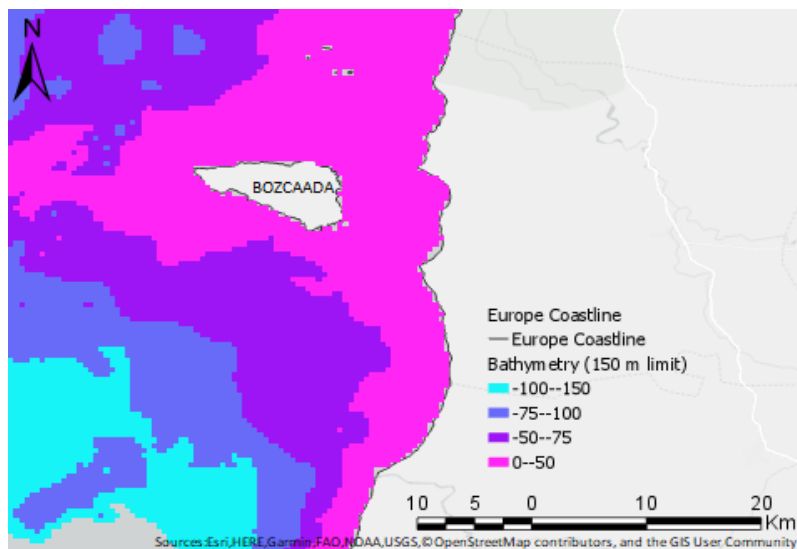 N
BOZCAADA
Europe Coastline
Europe Coastline
Bathymetry (150 m limit)
-100--150
-75--100
-50--75
0--50
10 5 0 10 20
Km
Sources:Esri,HERE,Garmin,FAO,NOAA,USGS,©OpenStreetMap contributors, and the GIS User Community